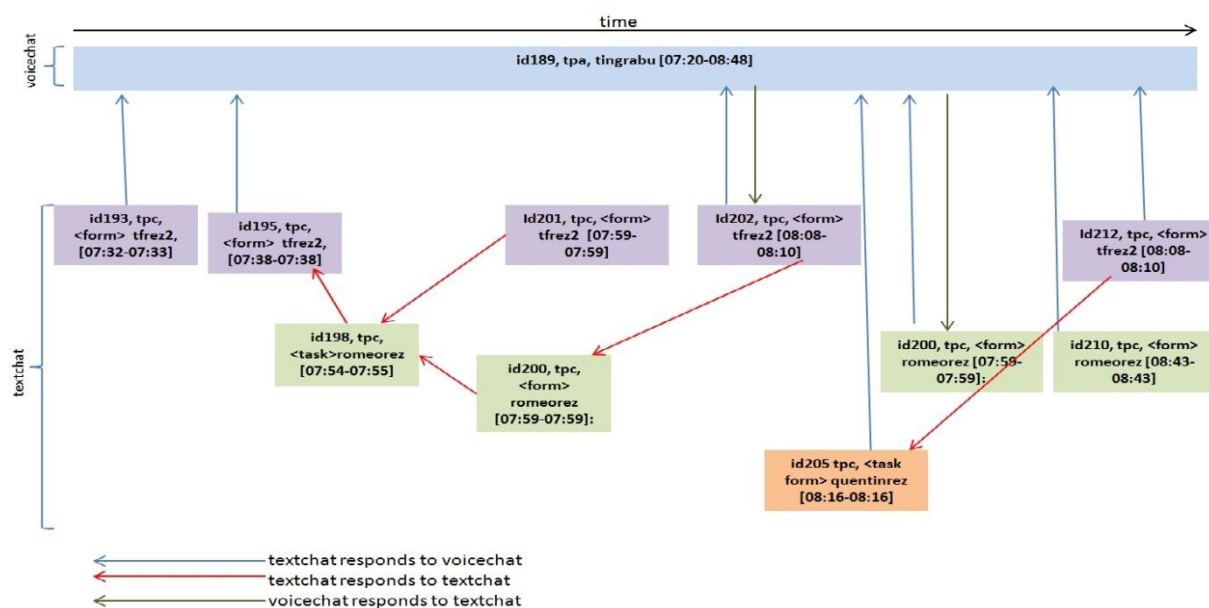 time
voicechat
id189, tpa, tingrabu [07:20-08:48]
textchat
id193, tpc,
<form> tfrez2,
[07:32-07:33]
id195, tpc,
<form> tfrez2,
[07:38-07:38]
Id201, tpc, <form>
tfrez2 [07:59-
07:59]
Id202, tpc, <form>
tfrez2 [08:08-
08:10]
Id212, tpc, <form>
tfrez2 [08:08-
08:10]
id198, tpc,
<task>romeorez
[07:54-07:55]
id200, tpc,
<form>
romeorez
[07:59-07:59]:
id200, tpc, <form>
romeorez [07:59-
07:59]:
id210, tpc, <form>
romeorez [08:43-
08:43]
id205 tpc, <task
form> quentinrez
[08:16-08:16]
textchat responds to voicechat
textchat responds to textchat
voicechat responds to textchat